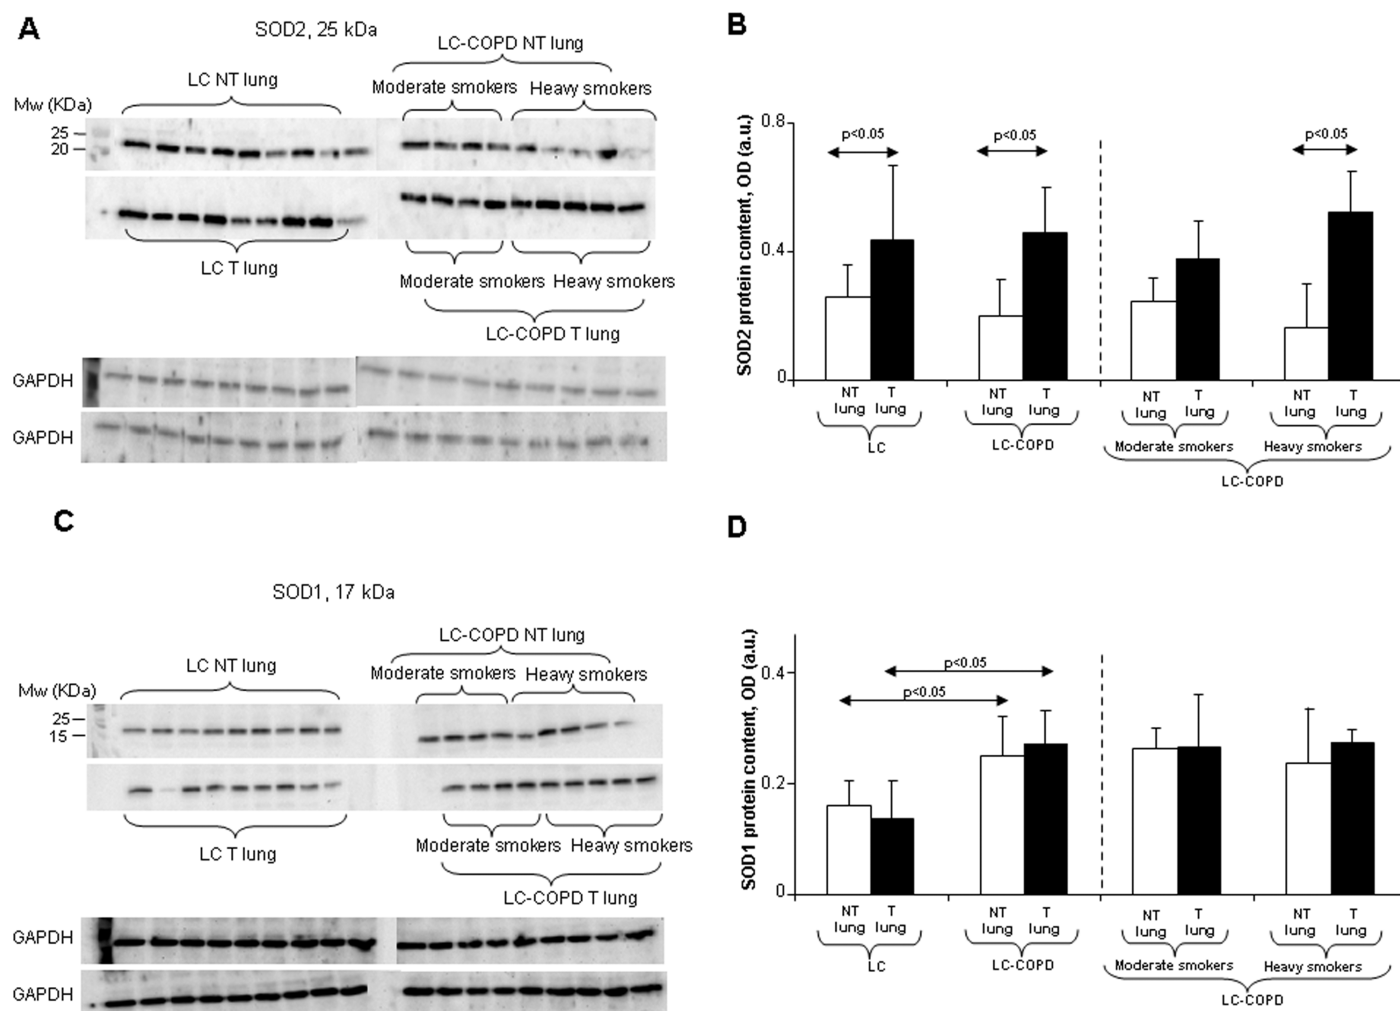 A
SOD2, 25 kDa
LC-COPD NT lung
LC NT lung
Moderate smokers Heavy smokers
Mw (KDa)
25
20
LC T lung
Moderate smokers Heavy smokers
LC-COPD T lung
GAPDH
GAPDH
B
SOD2 protein content, OD (a.u.)
0.8
0.4
0
p<0.05
p<0.05
p<0.05
NT lung
T lung
NT lung
T lung
NT lung
T lung
NT lung
T lung
LC
LC-COPD
Moderate smokers
Heavy smokers
LC-COPD
C
SOD1, 17 kDa
LC-COPD NT lung
LC NT lung
Moderate smokers Heavy smokers
Mw (KDa)
25
15
LC T lung
Moderate smokers Heavy smokers
LC-COPD T lung
GAPDH
GAPDH
D
SOD1 protein content, OD (a.u.)
0.4
0.2
0
p<0.05
p<0.05
NT lung
T lung
NT lung
T lung
NT lung
T lung
NT lung
T lung
LC
LC-COPD
Moderate smokers
Heavy smokers
LC-COPD